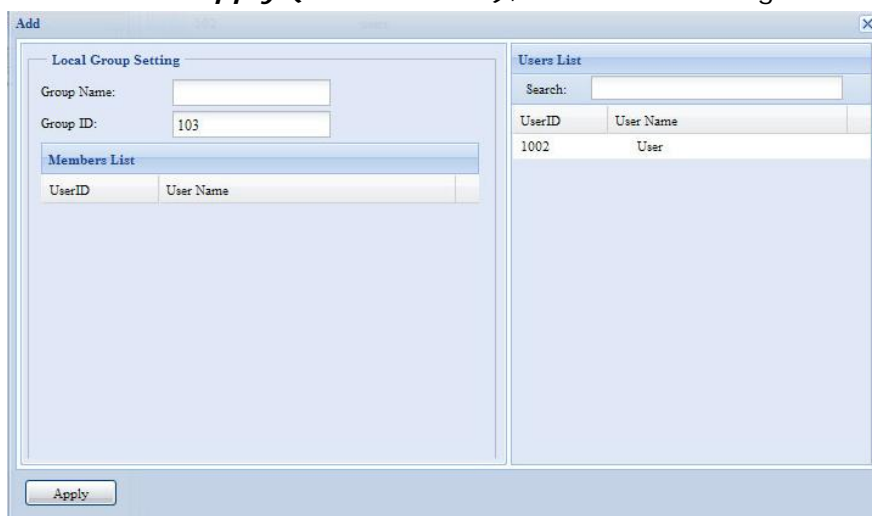 Apply
Add
Local Group Setting
Group Name:
Group ID: 103
Members List
UserID User Name
Users List
Search:
UserID User Name
1002 User
Apply